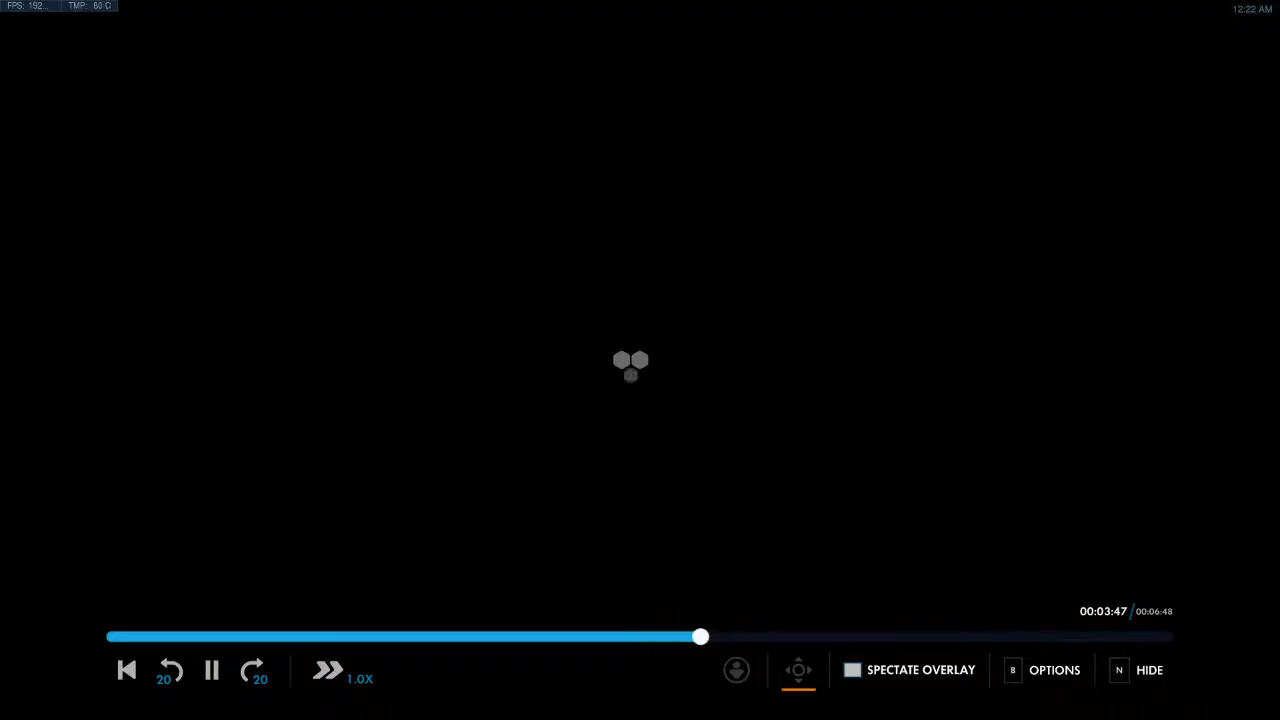 FPS: 192... TMP: 80 C
12:22 AM
00:03:47 / 00:06:48
20 20 1.0X
SPECTATE OVERLAY B OPTIONS N HIDE